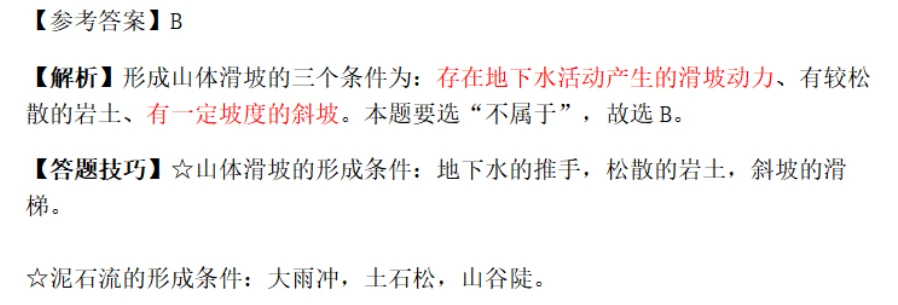 【参考答案】B
【解析】形成山体滑坡的三个条件为：存在地下水活动产生的滑坡动力、有较松
散的岩土、有一定坡度的斜坡。本题要选“不属于”，故选 B。
【答题技巧】☆山体滑坡的形成条件：地下水的推手，松散的岩土，斜坡的滑
梯。
☆泥石流的形成条件：大雨冲，土石松，山谷陡。